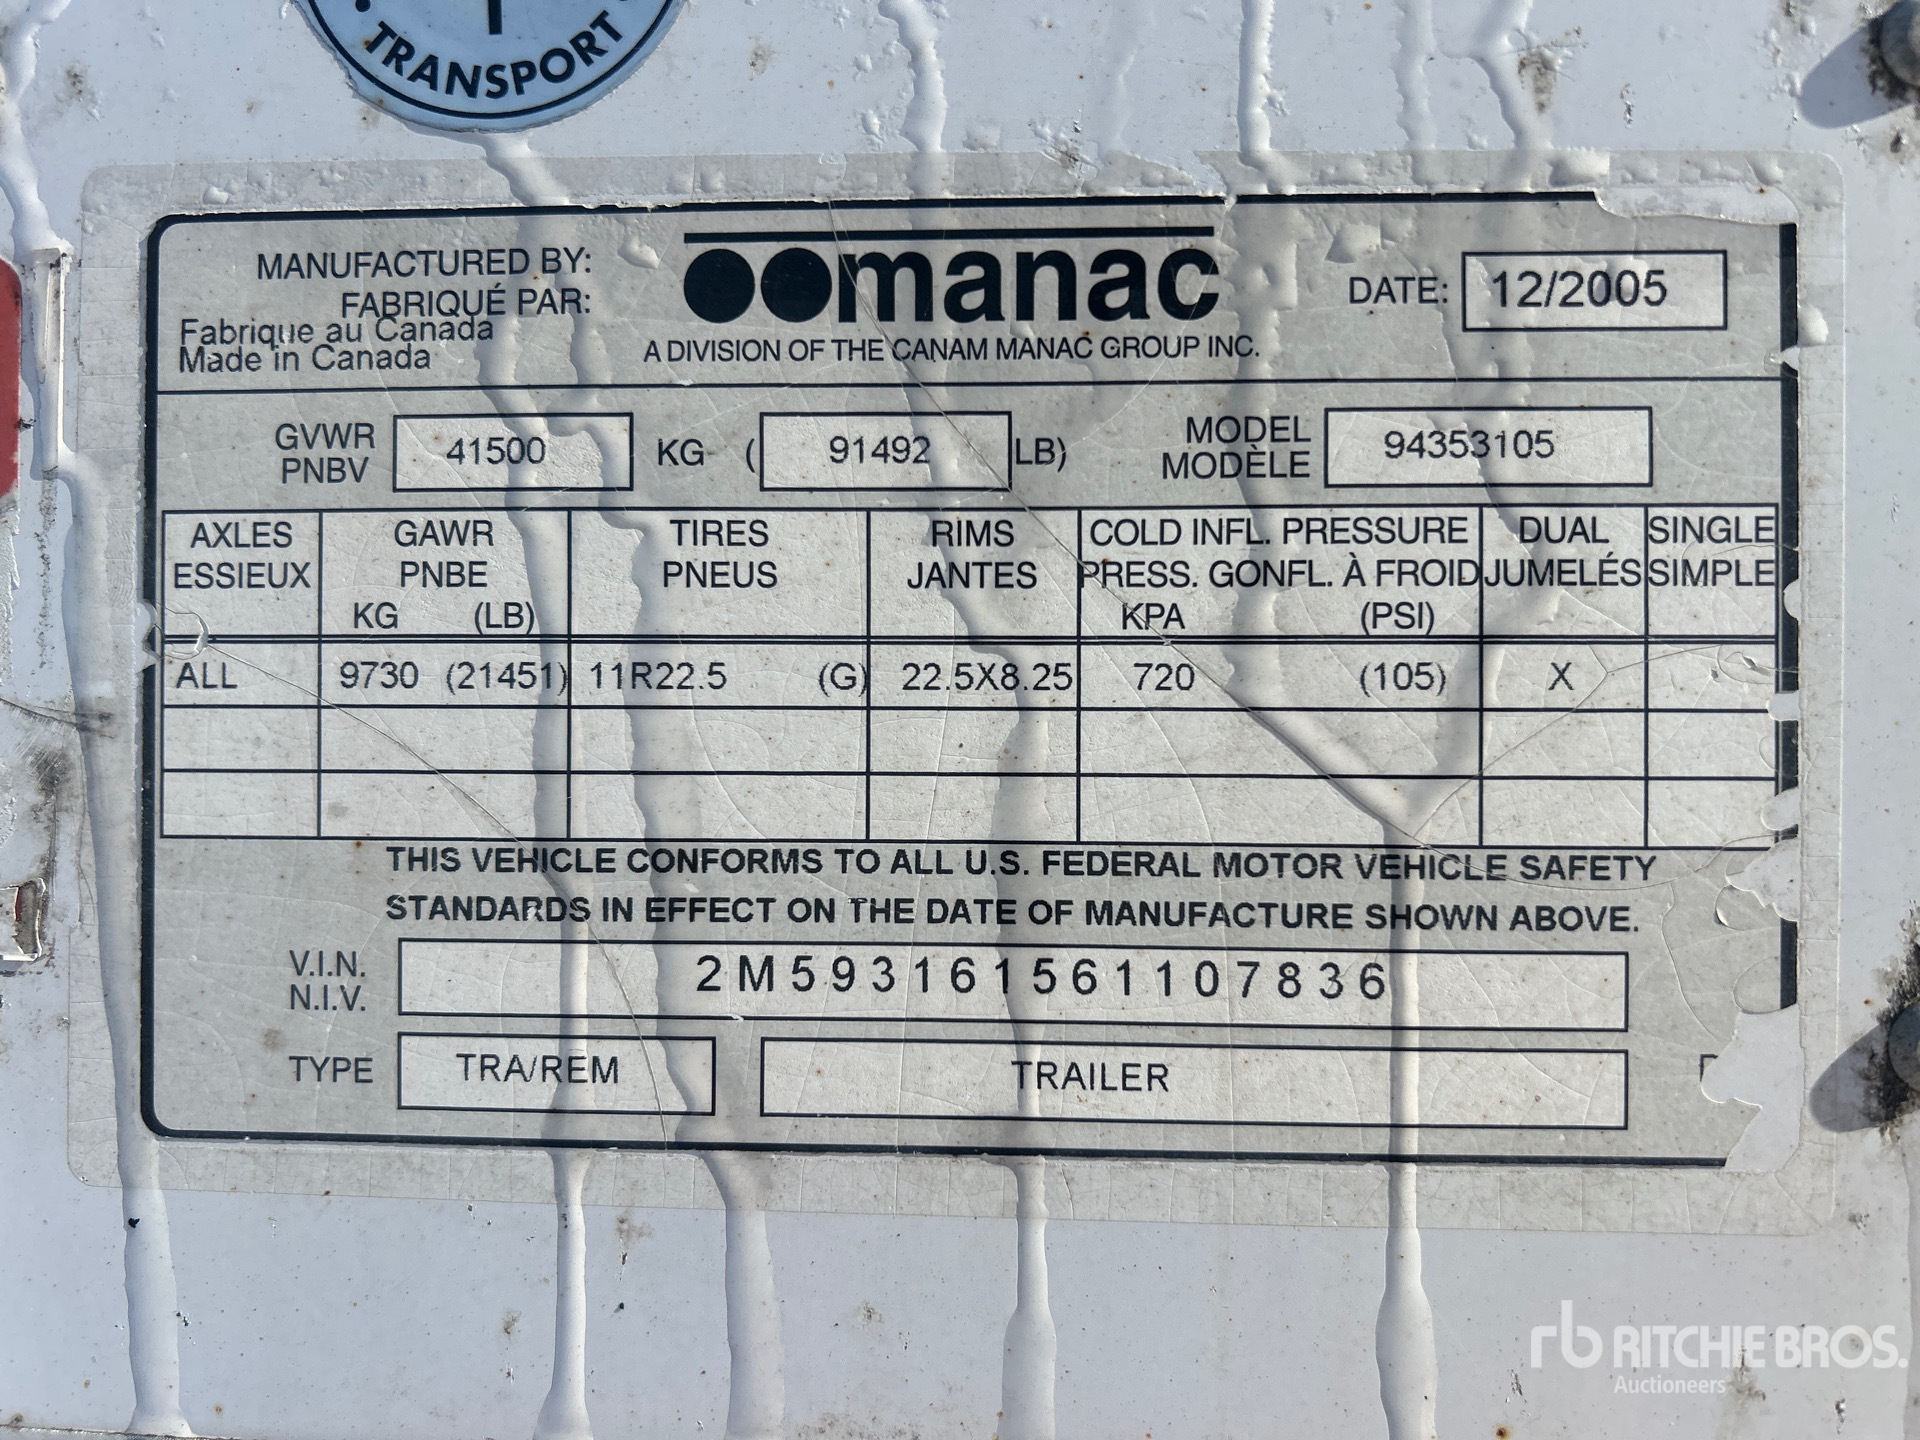 • TRANSPORT •
MANUFACTURED BY:
FABRIQUÉ PAR:
Fabrique au Canada
Made in Canada
manac
A DIVISION OF THE CANAM MANAC GROUP INC.
DATE: 12/2005
GVWR
PNBV
41500 KG (91492 LB)
MODEL
MODÈLE
94353105
AXLES GAWR TIRES RIMS COLD INFL. PRESSURE DUAL SINGLE
ESSIEUX PNBE PNEUS JANTES PRESS. GONFL. À FROID JUMELÉS SIMPLE
KG (LB) KPA (PSI)
ALL 9730 (21451) 11R22.5 (G) 22.5X8.25 720 (105) X
THIS VEHICLE CONFORMS TO ALL U.S. FEDERAL MOTOR VEHICLE SAFETY
STANDARDS IN EFFECT ON THE DATE OF MANUFACTURE SHOWN ABOVE.
V.I.N.
N.I.V.
2M593161561107836
TYPE TRA/REM TRAILER
rb RITCHIE BROS.
Auctioneers